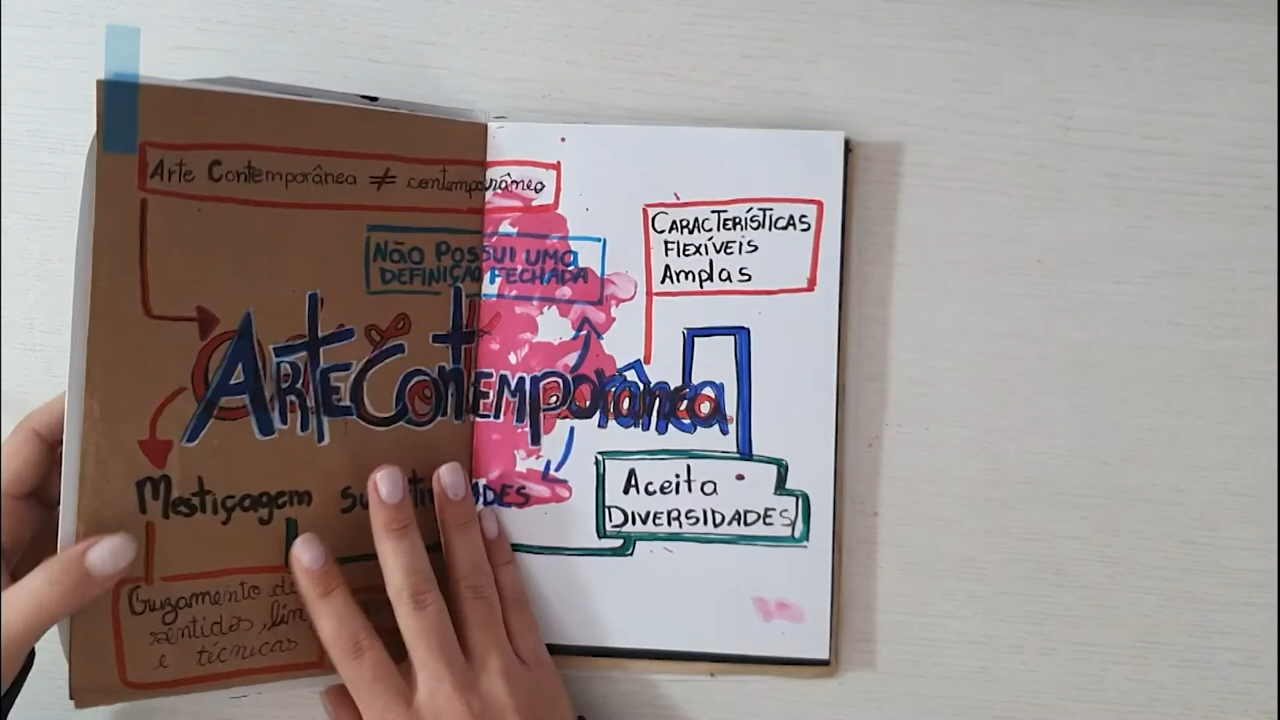 Arte Contemporânea ≠ contemporâneo
Não Possui uma
Definição Fechada
Características
Flexíveis
Amplas
Arte Contemporânea
Mestiçagem
Aceita
Diversidades
Cruzamento de
sentidos, lin
e técnicas